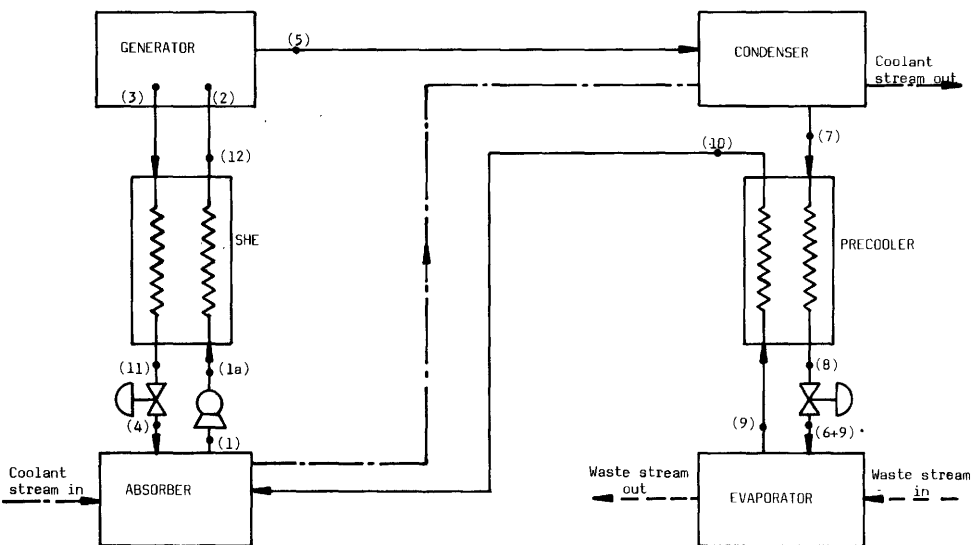 GENERATOR
(5)
CONDENSER
Coolant
stream out
(3)
(2)
(7)
(10)
(12)
SHE
PRECOOLER
(11)
(1a)
(8)
(4)
(1)
(9)
(6+9)
Coolant
stream in
ABSORBER
Waste stream
out
EVAPORATOR
Waste stream
in